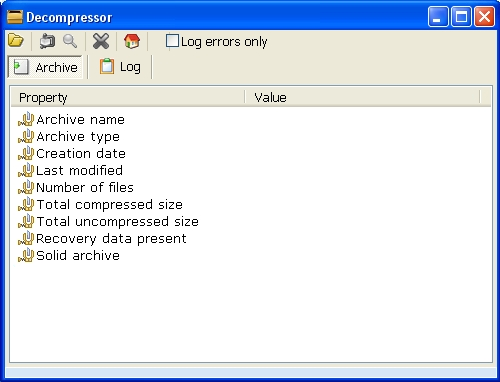 Decompressor
Log errors only
Archive Log
Property Value
Archive name
Archive type
Creation date
Last modified
Number of files
Total compressed size
Total uncompressed size
Recovery data present
Solid archive